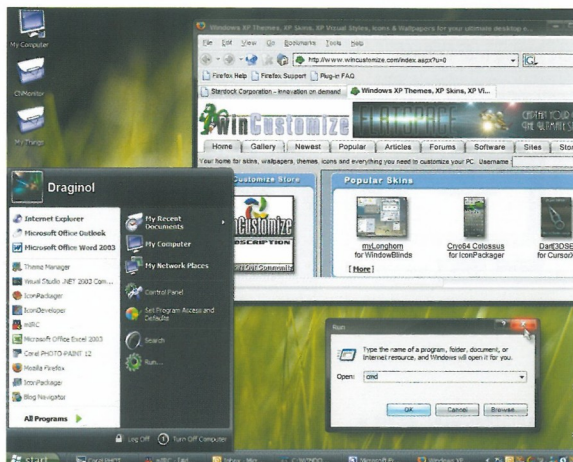 My Computer
CNMonitor
My Things
Windows XP Themes, XP Skins, XP Visual Styles, Icons & Wallpapers for your ultimate desktop e...
File Edit View Go Bookmarks Tools Help
http://www.wincustomize.com/index.aspx?u=0
Firefox Help Firefox Support Plug-in FAQ
Stardock Corporation - Innovation on demand Windows XP Themes, XP Skins, XP Vi...
WinCustomize
Home Gallery Newest Popular Articles Forums Software Sites
Your home for skins, wallpapers, themes, icons and everything you need to customize your PC. Username
Customize Store
Popular Skins
myLonghorn
for WindowBlinds
Cryo64 Colossus
for IconPackager
[ More ]
Draginol
Internet Explorer
Microsoft Office Outlook
Microsoft Office Word 2003
Theme Manager
Visual Studio .NET 2003 Com...
IconPackager
IconDeveloper
mIRC
Microsoft Office Excel 2003
Corel PHOTO-PAINT 12
Mozilla Firefox
IconPackager
Blog Navigator
All Programs
My Recent
Documents
My Computer
My Network Places
Control Panel
Set Program Access and
Defaults
Search
Run...
Log Off Turn Off Computer
Run
Type the name of a program, folder, document, or
Internet resource, and Windows will open it for you.
Open: cmd
OK Cancel Browse...
start